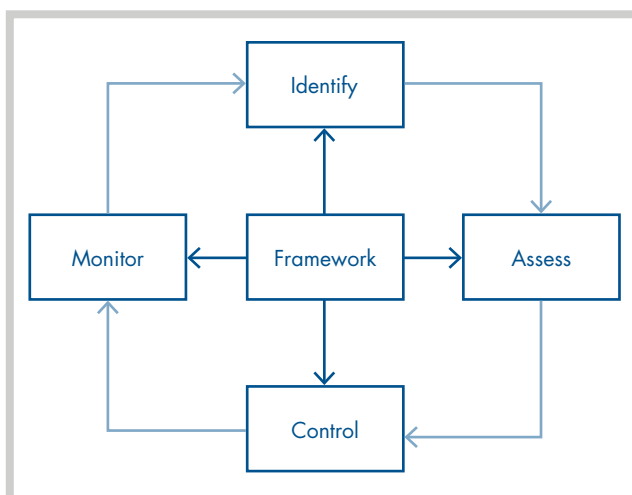 Identify
Monitor
Framework
Assess
Control